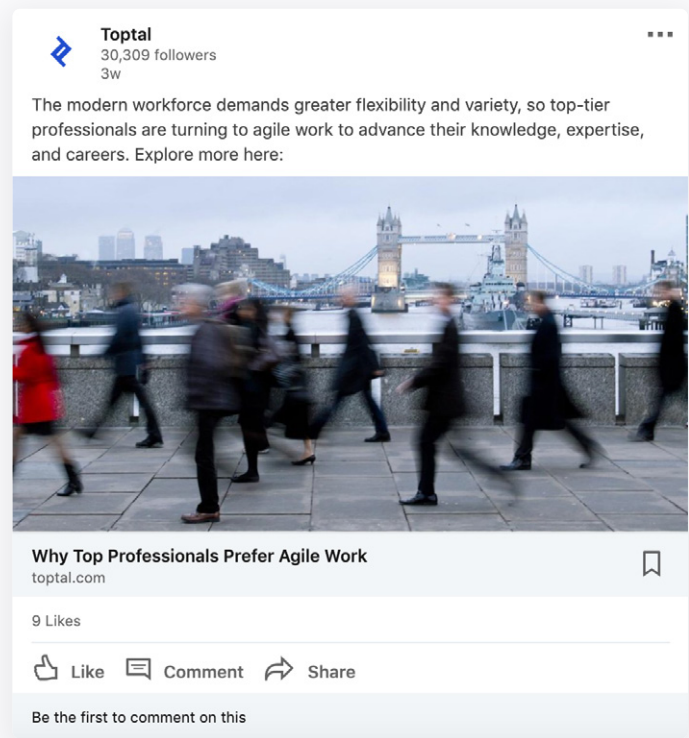 Toptal
30,309 followers
3w
The modern workforce demands greater flexibility and variety, so top-tier
professionals are turning to agile work to advance their knowledge, expertise,
and careers. Explore more here:
Why Top Professionals Prefer Agile Work
toptal.com
9 Likes
Like Comment Share
Be the first to comment on this